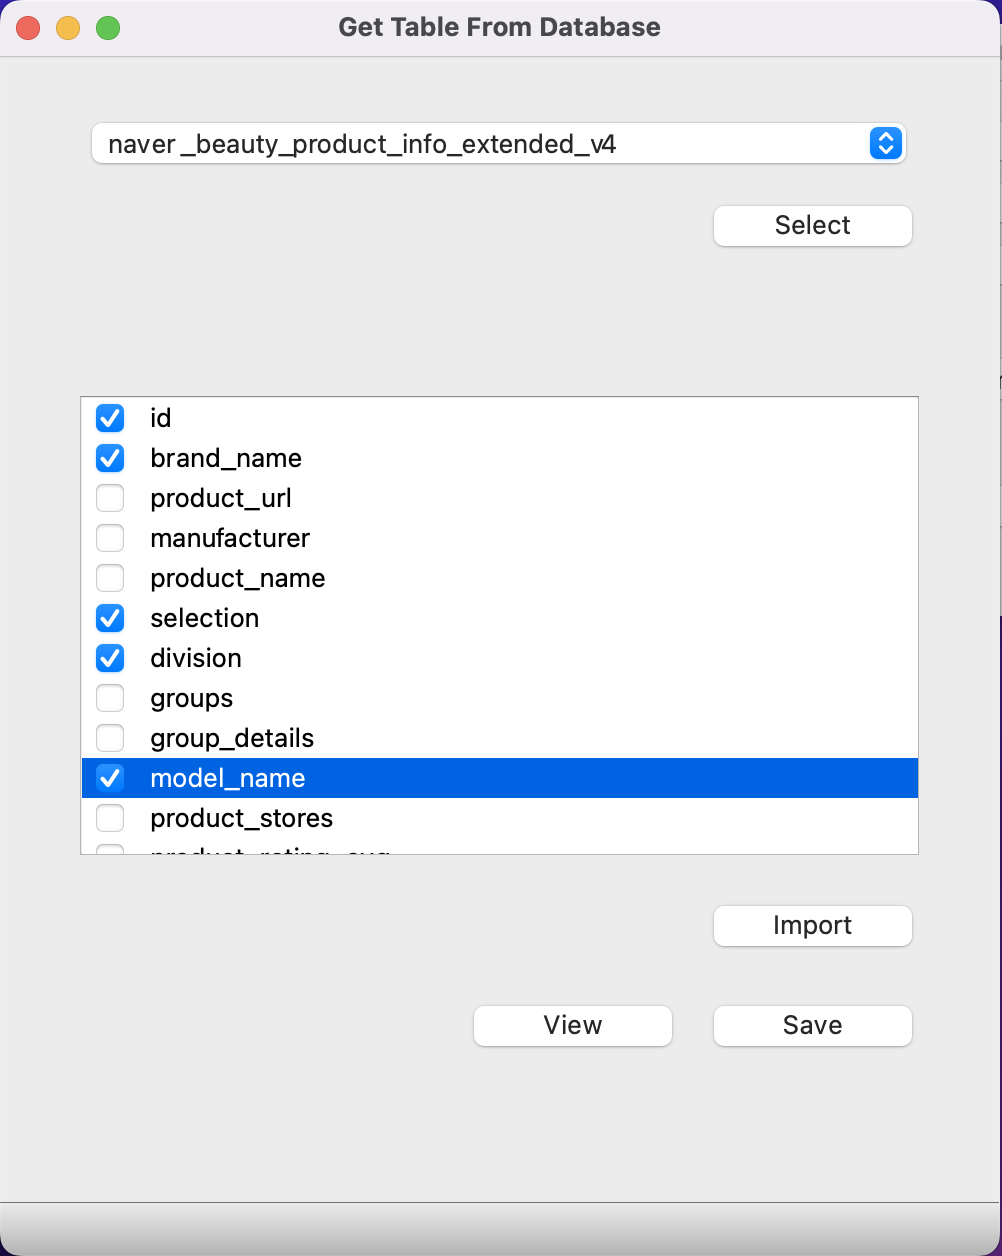 Get Table From Database
naver _beauty_product_info_extended_v4
Select
id
brand_name
product_url
manufacturer
product_name
selection
division
groups
group_details
model_name
product_stores
Import
View
Save